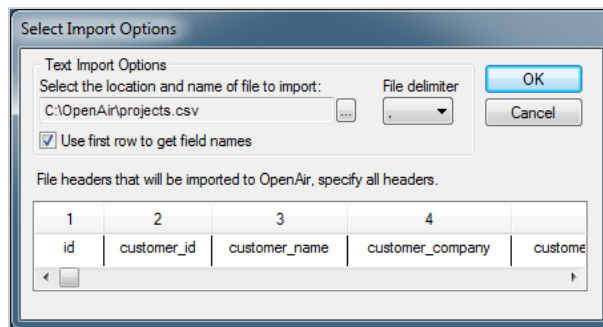 Select Import Options
Text Import Options
Select the location and name of file to import:
File delimiter
OK
C:\OpenAir\projects.csv
...
,
Cancel
Use first row to get field names
File headers that will be imported to OpenAir, specify all headers.
1 2 3 4
id customer_id customer_name customer_company custome